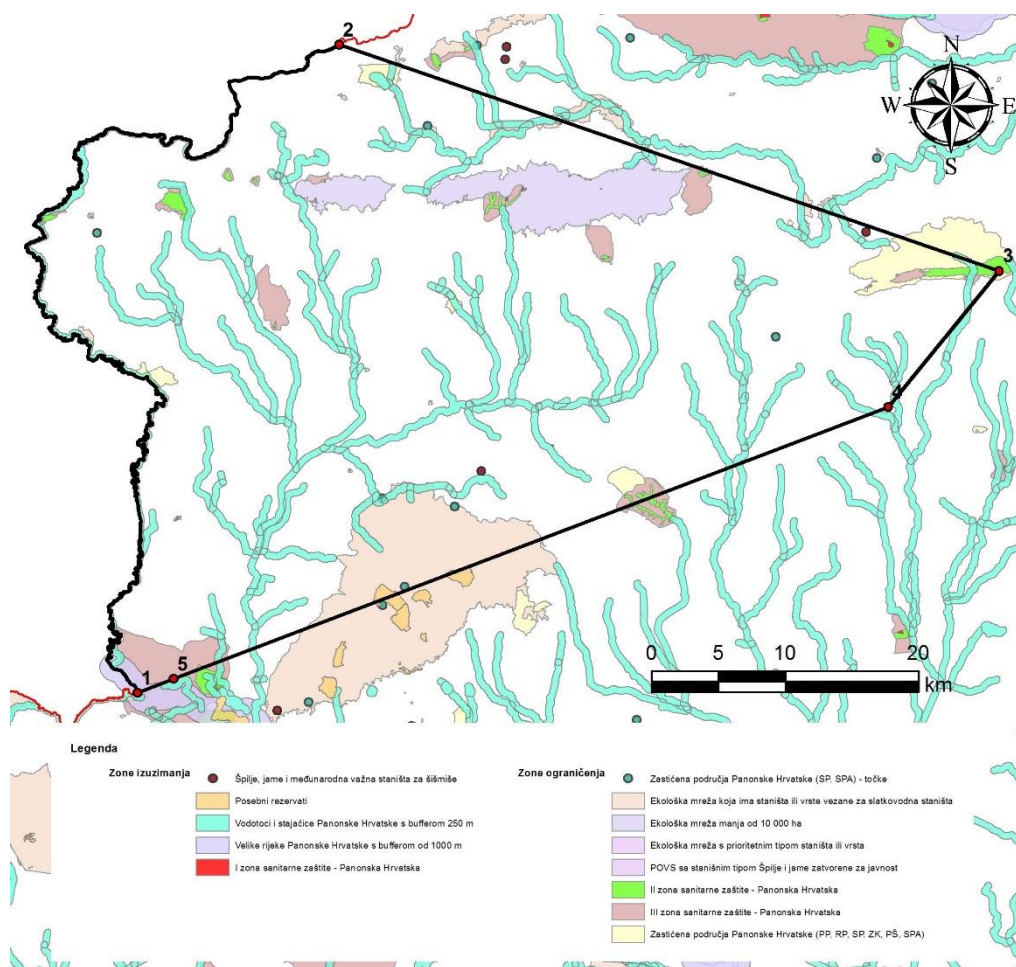 2
N
W
E
S
3
4
0 5 10 20
km
1
5
Legenda
Zone izuzimanja
Špilje, jame i međunarodna važna staništa za šišmiše
Posebni rezervati
Vodotoci i stajaćice Panonske Hrvatske s bufferom 250 m
Velike rijeke Panonske Hrvatske s bufferom od 1000 m
I zona sanitarne zaštite - Panonska Hrvatska
Zone ograničenja
Zastićena područja Panonske Hrvatske (SP, SPA) - točke
Ekološka mreža koja ima staništa ili vrste vezane za slatkovodna staništa
Ekološka mreža manja od 10 000 ha
Ekološka mreža s prioritetnim tipom staništa ili vrsta
POVS sa stanišnim tipom Špilje i jame zatvorene za javnost
II zona sanitarne zaštite - Panonska Hrvatska
III zona sanitarne zaštite - Panonska Hrvatska
Zastićena područja Panonske Hrvatske (PP, RP, SP, ZK, PŠ, SPA)